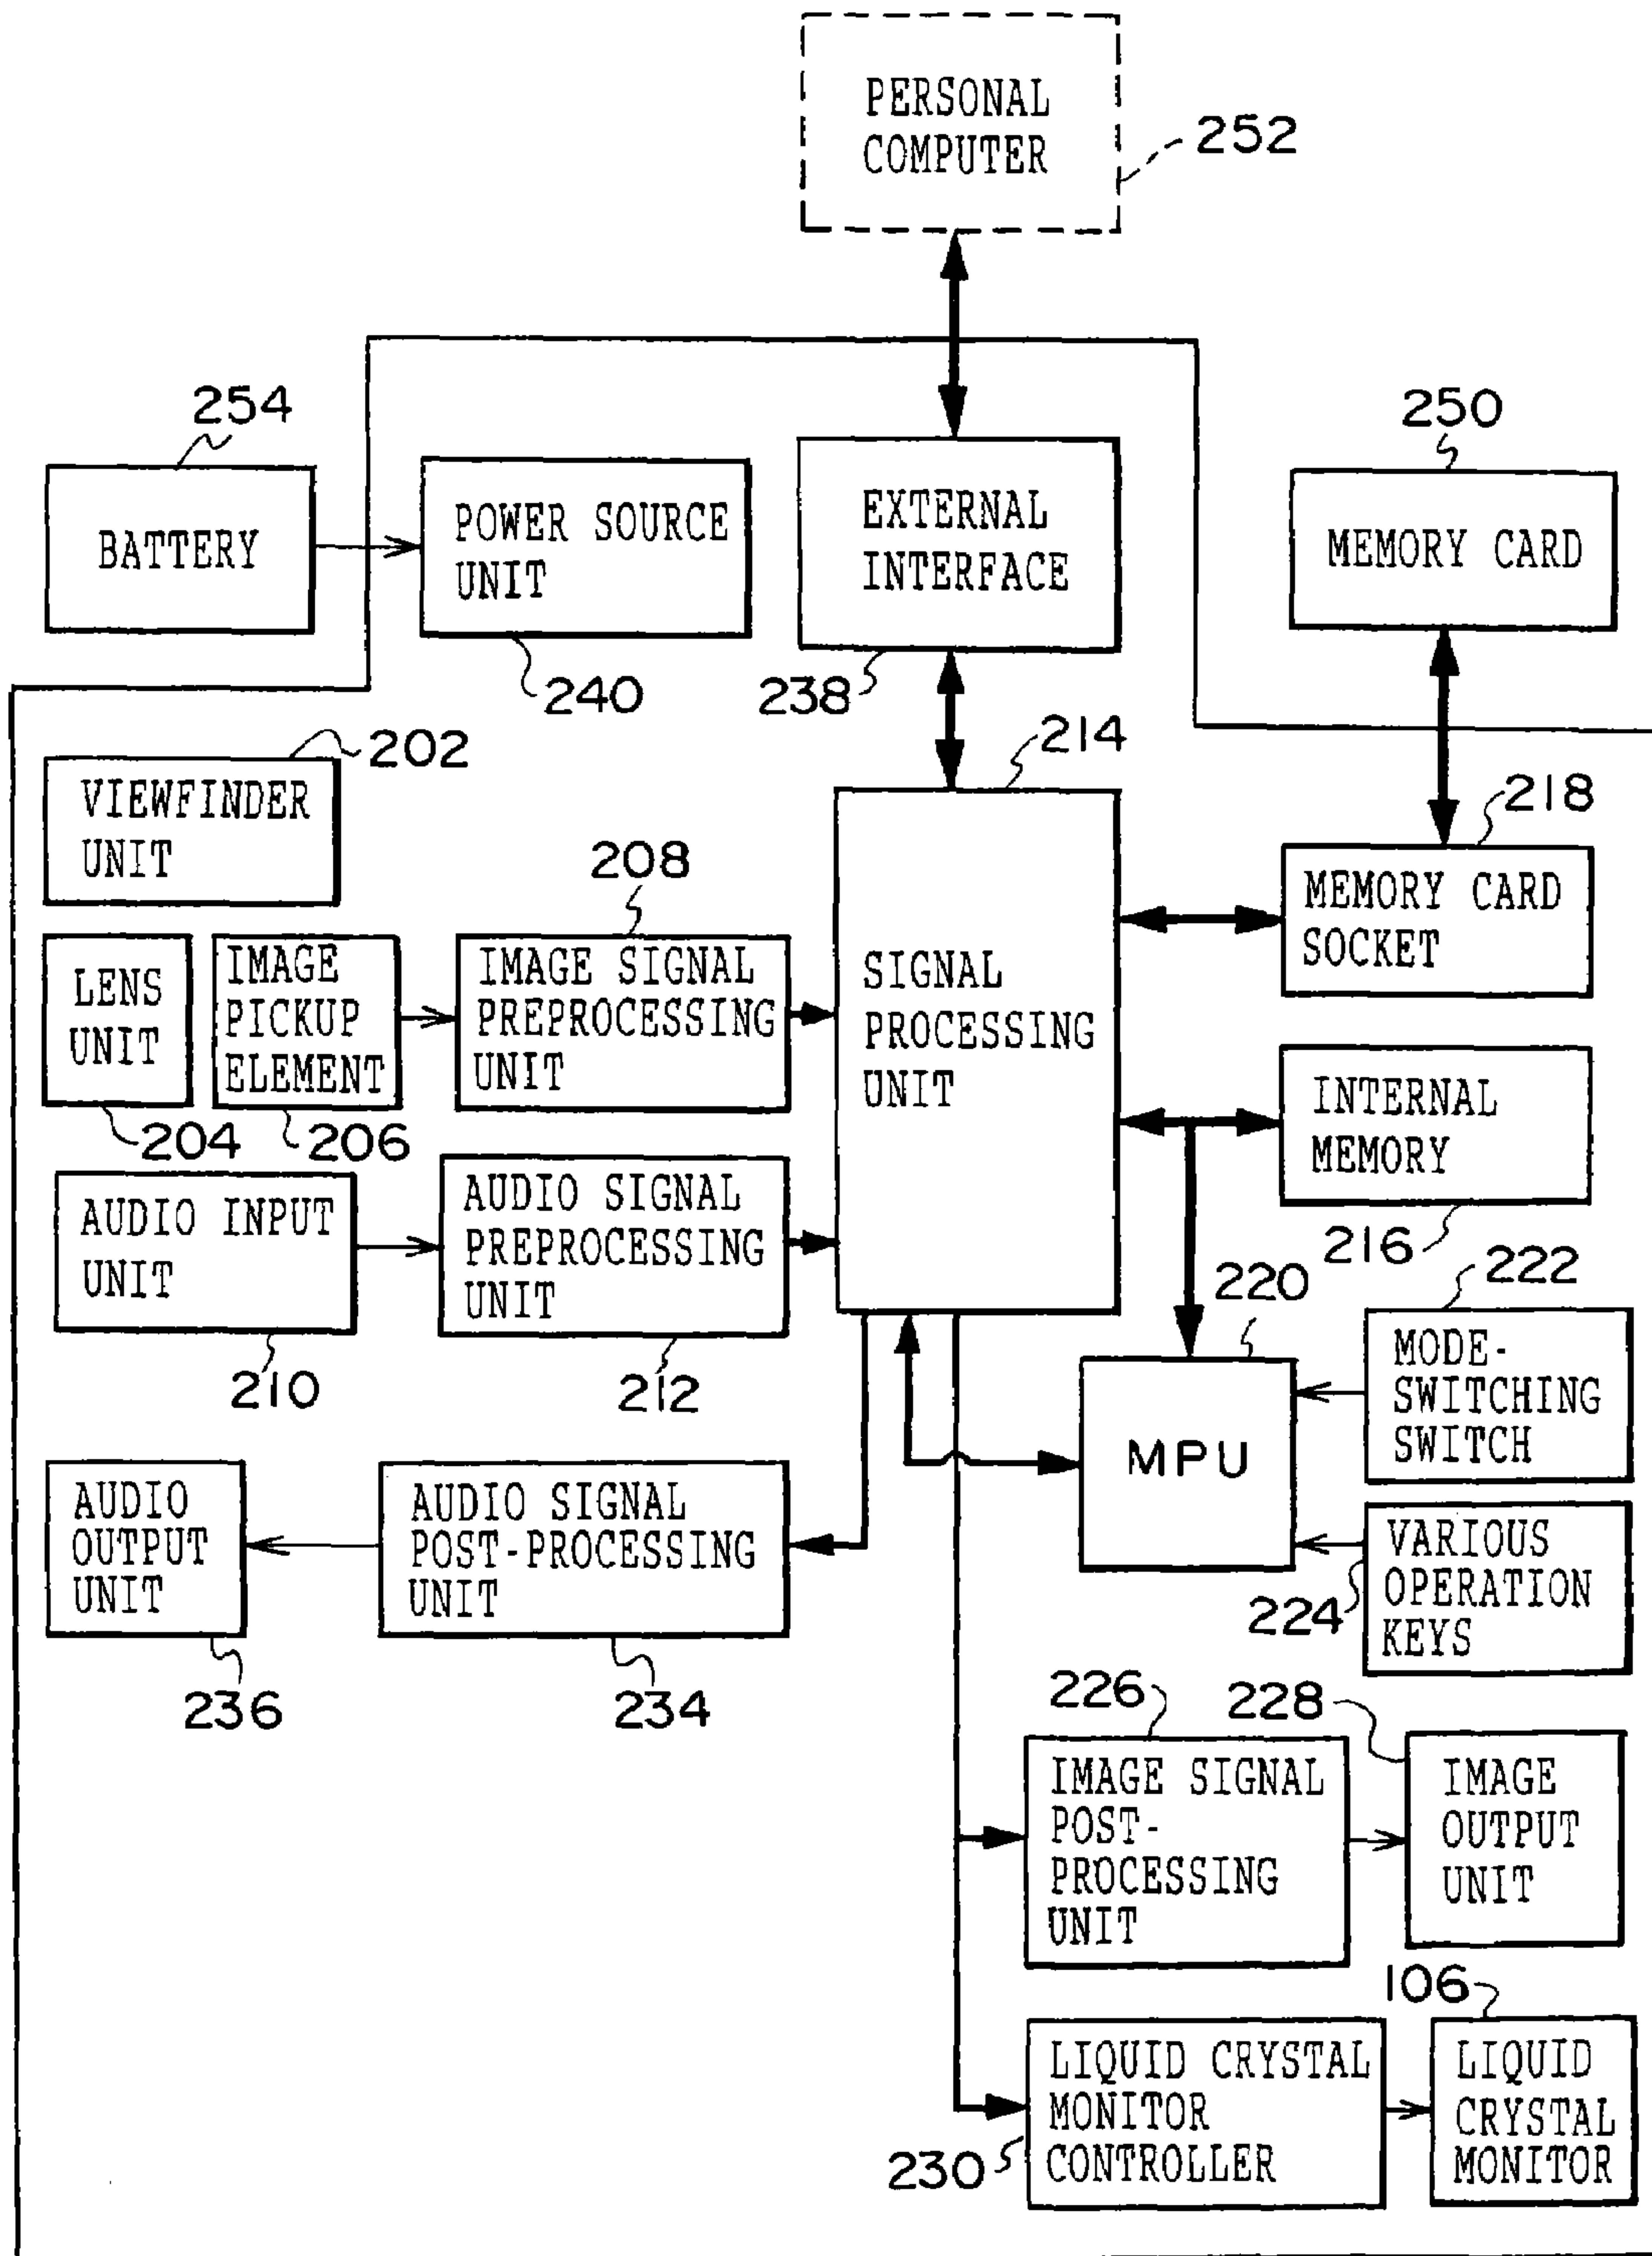 PERSONAL
COMPUTER
252
254
BATTERY
POWER SOURCE
UNIT
240
EXTERNAL
INTERFACE
238
250
MEMORY CARD
202
VIEWFINDER
UNIT
214
SIGNAL
PROCESSING
UNIT
218
MEMORY CARD
SOCKET
LENS
UNIT
204
IMAGE
PICKUP
ELEMENT
206
208
IMAGE SIGNAL
PREPROCESSING
UNIT
INTERNAL
MEMORY
216
AUDIO INPUT
UNIT
210
AUDIO SIGNAL
PREPROCESSING
UNIT
212
220
MPU
222
MODE-
SWITCHING
SWITCH
224
VARIOUS
OPERATION
KEYS
AUDIO
OUTPUT
UNIT
236
AUDIO SIGNAL
POST-PROCESSING
UNIT
234
226
IMAGE SIGNAL
POST-
PROCESSING
UNIT
228
IMAGE
OUTPUT
UNIT
230
LIQUID CRYSTAL
MONITOR
CONTROLLER
106
LIQUID
CRYSTAL
MONITOR